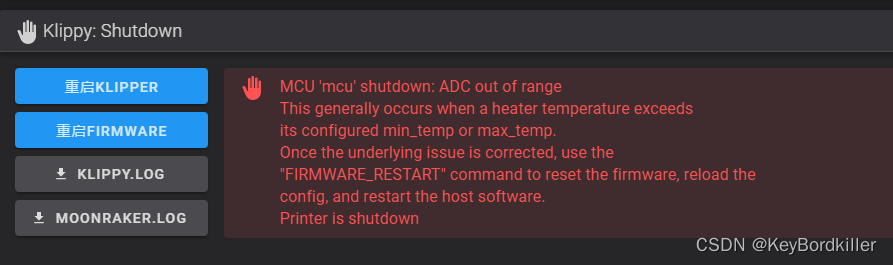 Klippy: Shutdown
重启KLIPPER
重启FIRMWARE
KLIPPY.LOG
MOONRAKER.LOG
MCU 'mcu' shutdown: ADC out of range
This generally occurs when a heater temperature exceeds
its configured min_temp or max_temp.
Once the underlying issue is corrected, use the
"FIRMWARE_RESTART" command to reset the firmware, reload the
config, and restart the host software.
Printer is shutdown
CSDN @KeyBordkiller